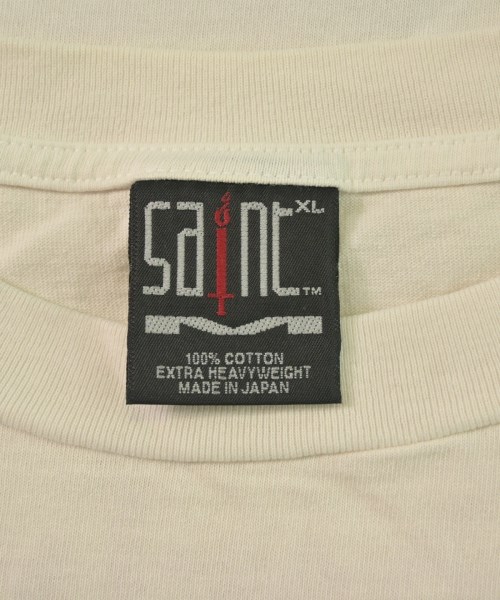 saint XL
TM
100% COTTON
EXTRA HEAVYWEIGHT
MADE IN JAPAN